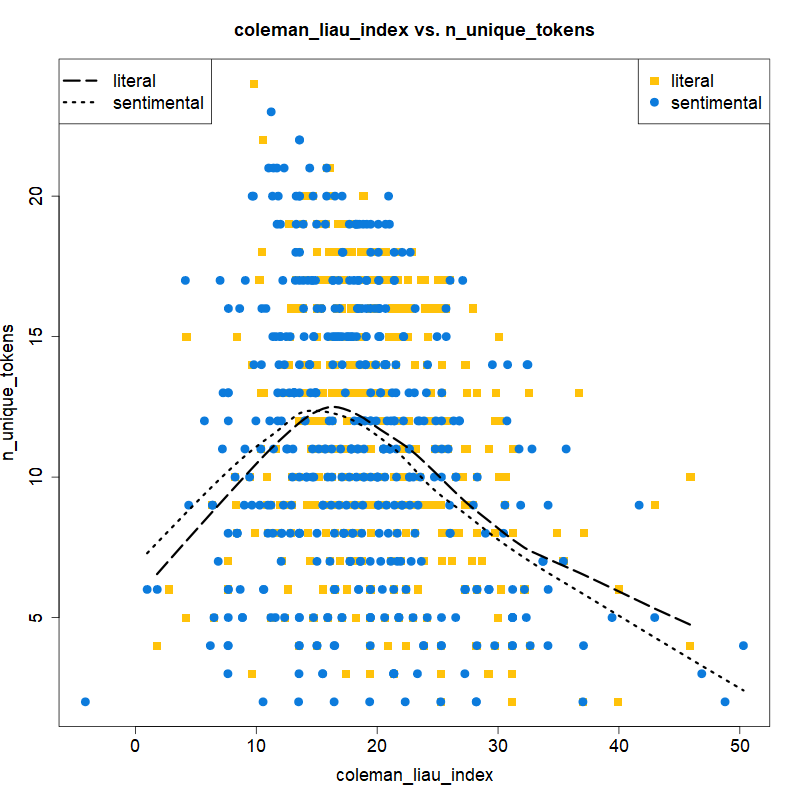 coleman_liau_index vs. n_unique_tokens
literal
sentimental
literal
sentimental
n_unique_tokens
20
15
10
5
0 10 20 30 40 50
coleman_liau_index